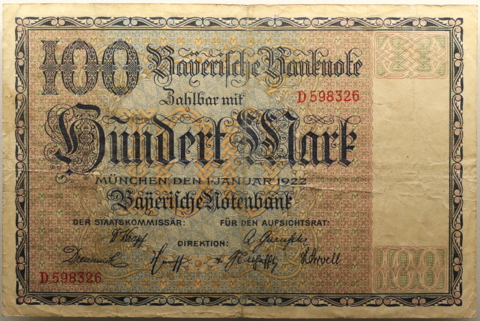 100 Bayerische Banknote
Zahlbar mit
D 598326
Hundert Mark
MÜNCHEN, DEN 1.JANUAR 1922
Bayerische Notenbank
DER STAATSKOMMISSÄR: FÜR DEN AUFSICHTSRAT:
DIREKTION:
D 598326
100